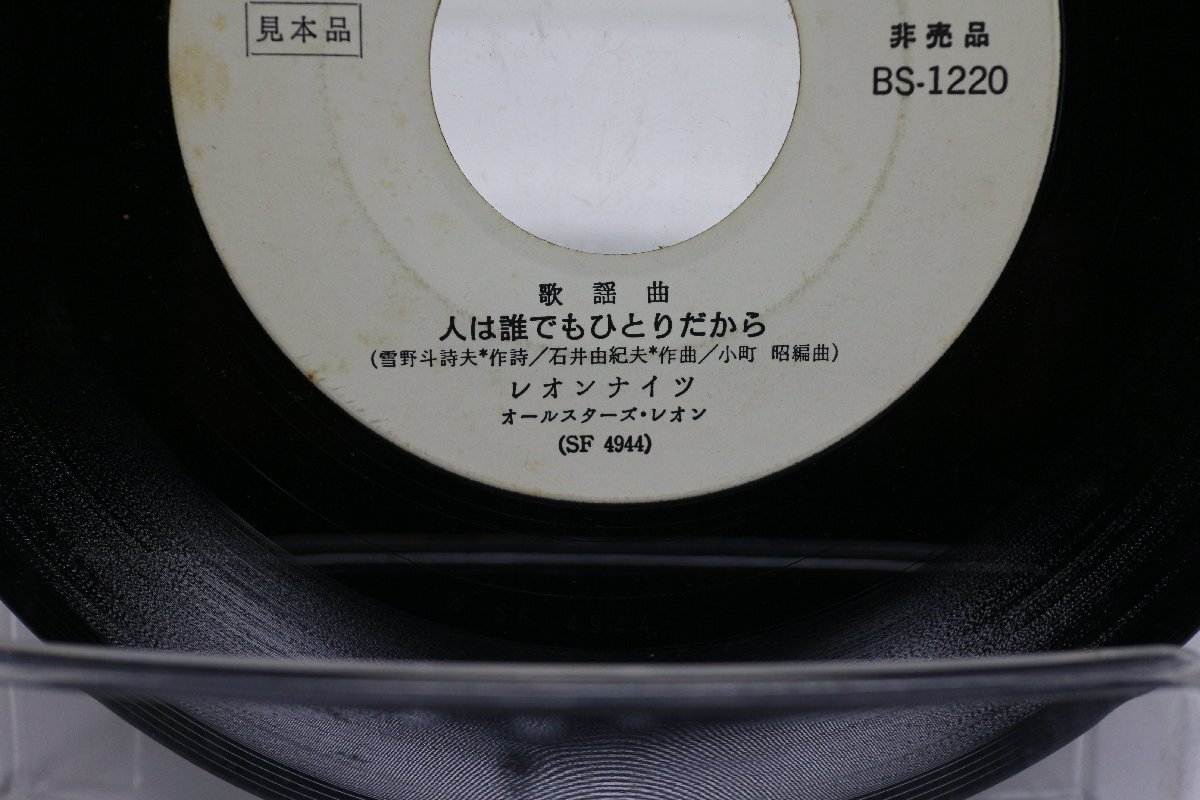 見本品
非売品
BS-1220
歌謡曲
人は誰でもひとりだから
(雪野斗詩夫*作詩/石井由紀夫*作曲/小町 昭編曲)
レオンナイツ
オールスターズ・レオン
(SF 4944)
SF 4944